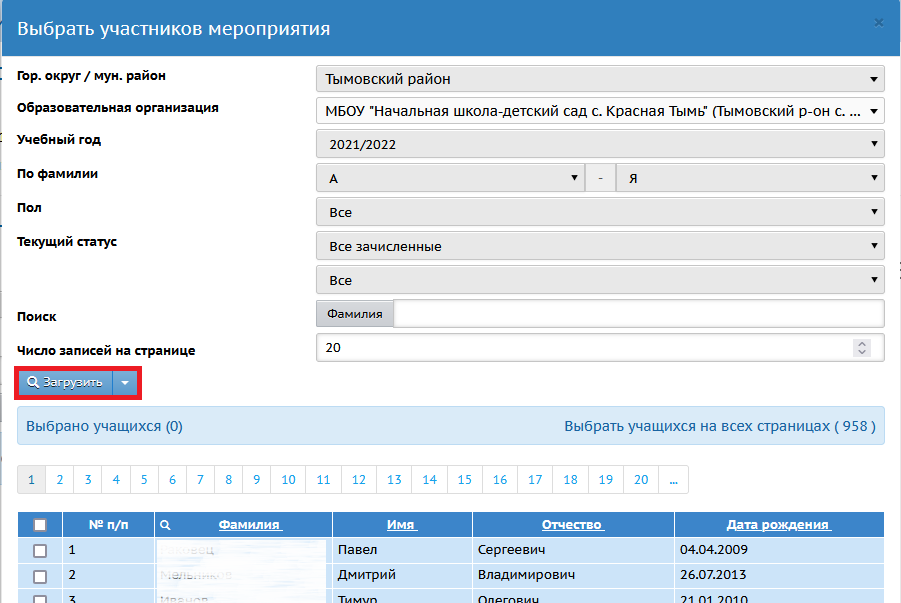 Выбрать участников мероприятия ×
Гор. округ / мун. район Тымовский район
Образовательная организация МБОУ "Начальная школа-детский сад с. Красная Тымь" (Тымовский р-он с. ...
Учебный год 2021/2022
По фамилии А - Я
Пол Все
Текущий статус Все зачисленные
Все
Поиск Фамилия
Число записей на странице 20
Загрузить
Выбрано учащихся (0) Выбрать учащихся на всех страницах ( 958 )
1 2 3 4 5 6 7 8 9 10 11 12 13 14 15 16 17 18 19 20 ...
№ п/п Фамилия Имя Отчество Дата рождения
1 Павел Сергеевич 04.04.2009
2 Дмитрий Владимирович 26.07.2013
3 Тимур Олегович 21.01.2010